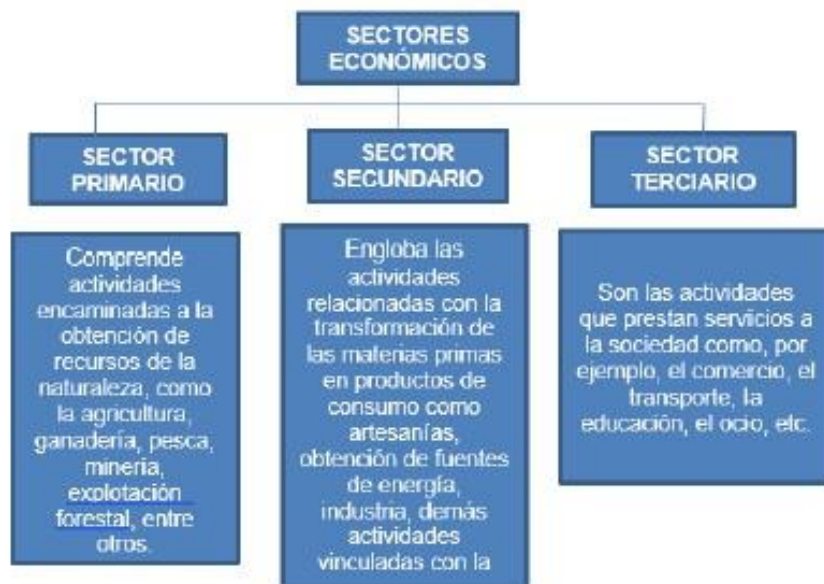 SECTORES
ECONÓMICOS
SECTOR
PRIMARIO
SECTOR
SECUNDARIO
SECTOR
TERCIARIO
Comprende
actividades
encaminadas a la
obtención de
recursos de la
naturaleza, como
la agricultura,
ganadería, pesca,
minería,
explotación
forestal, entre
otros.
Engloba las
actividades
relacionadas con la
transformación de
las materias primas
en productos de
consumo como
artesanías,
obtención de fuentes
de energía,
industria, demás
actividades
vinculadas con la
Son las actividades
que prestan servicios a
la sociedad como, por
ejemplo, el comercio, el
transporte, la
educación, el ocio, etc.